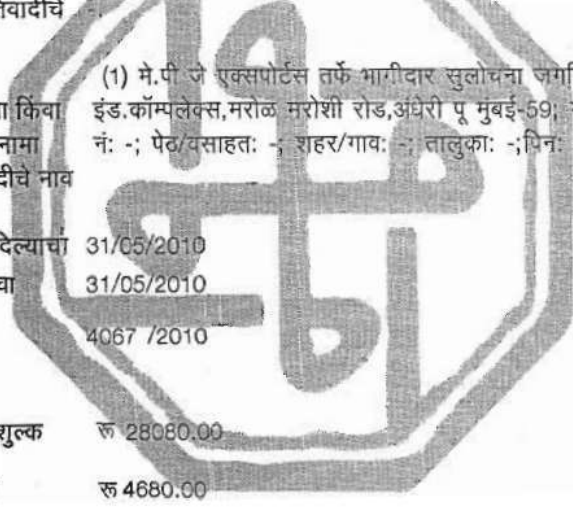 तिवादीचे -
(1) मे.पी जे एक्सपोर्टस तर्फे भागीदार सुलोचना जगि
ा किंवा इंड.कॉम्पलेक्स,मरोळ मरोशी रोड,अंधेरी पू मुंबई-59;
नामा नं: -; पेठ/वसाहत: -; शहर/गाव: -; तालुका: -;पिन:
दीचे नाव
दिल्याचा 31/05/2010
चा 31/05/2010
4067 /2010
शुल्क रू 28080.00
रू 4680.00